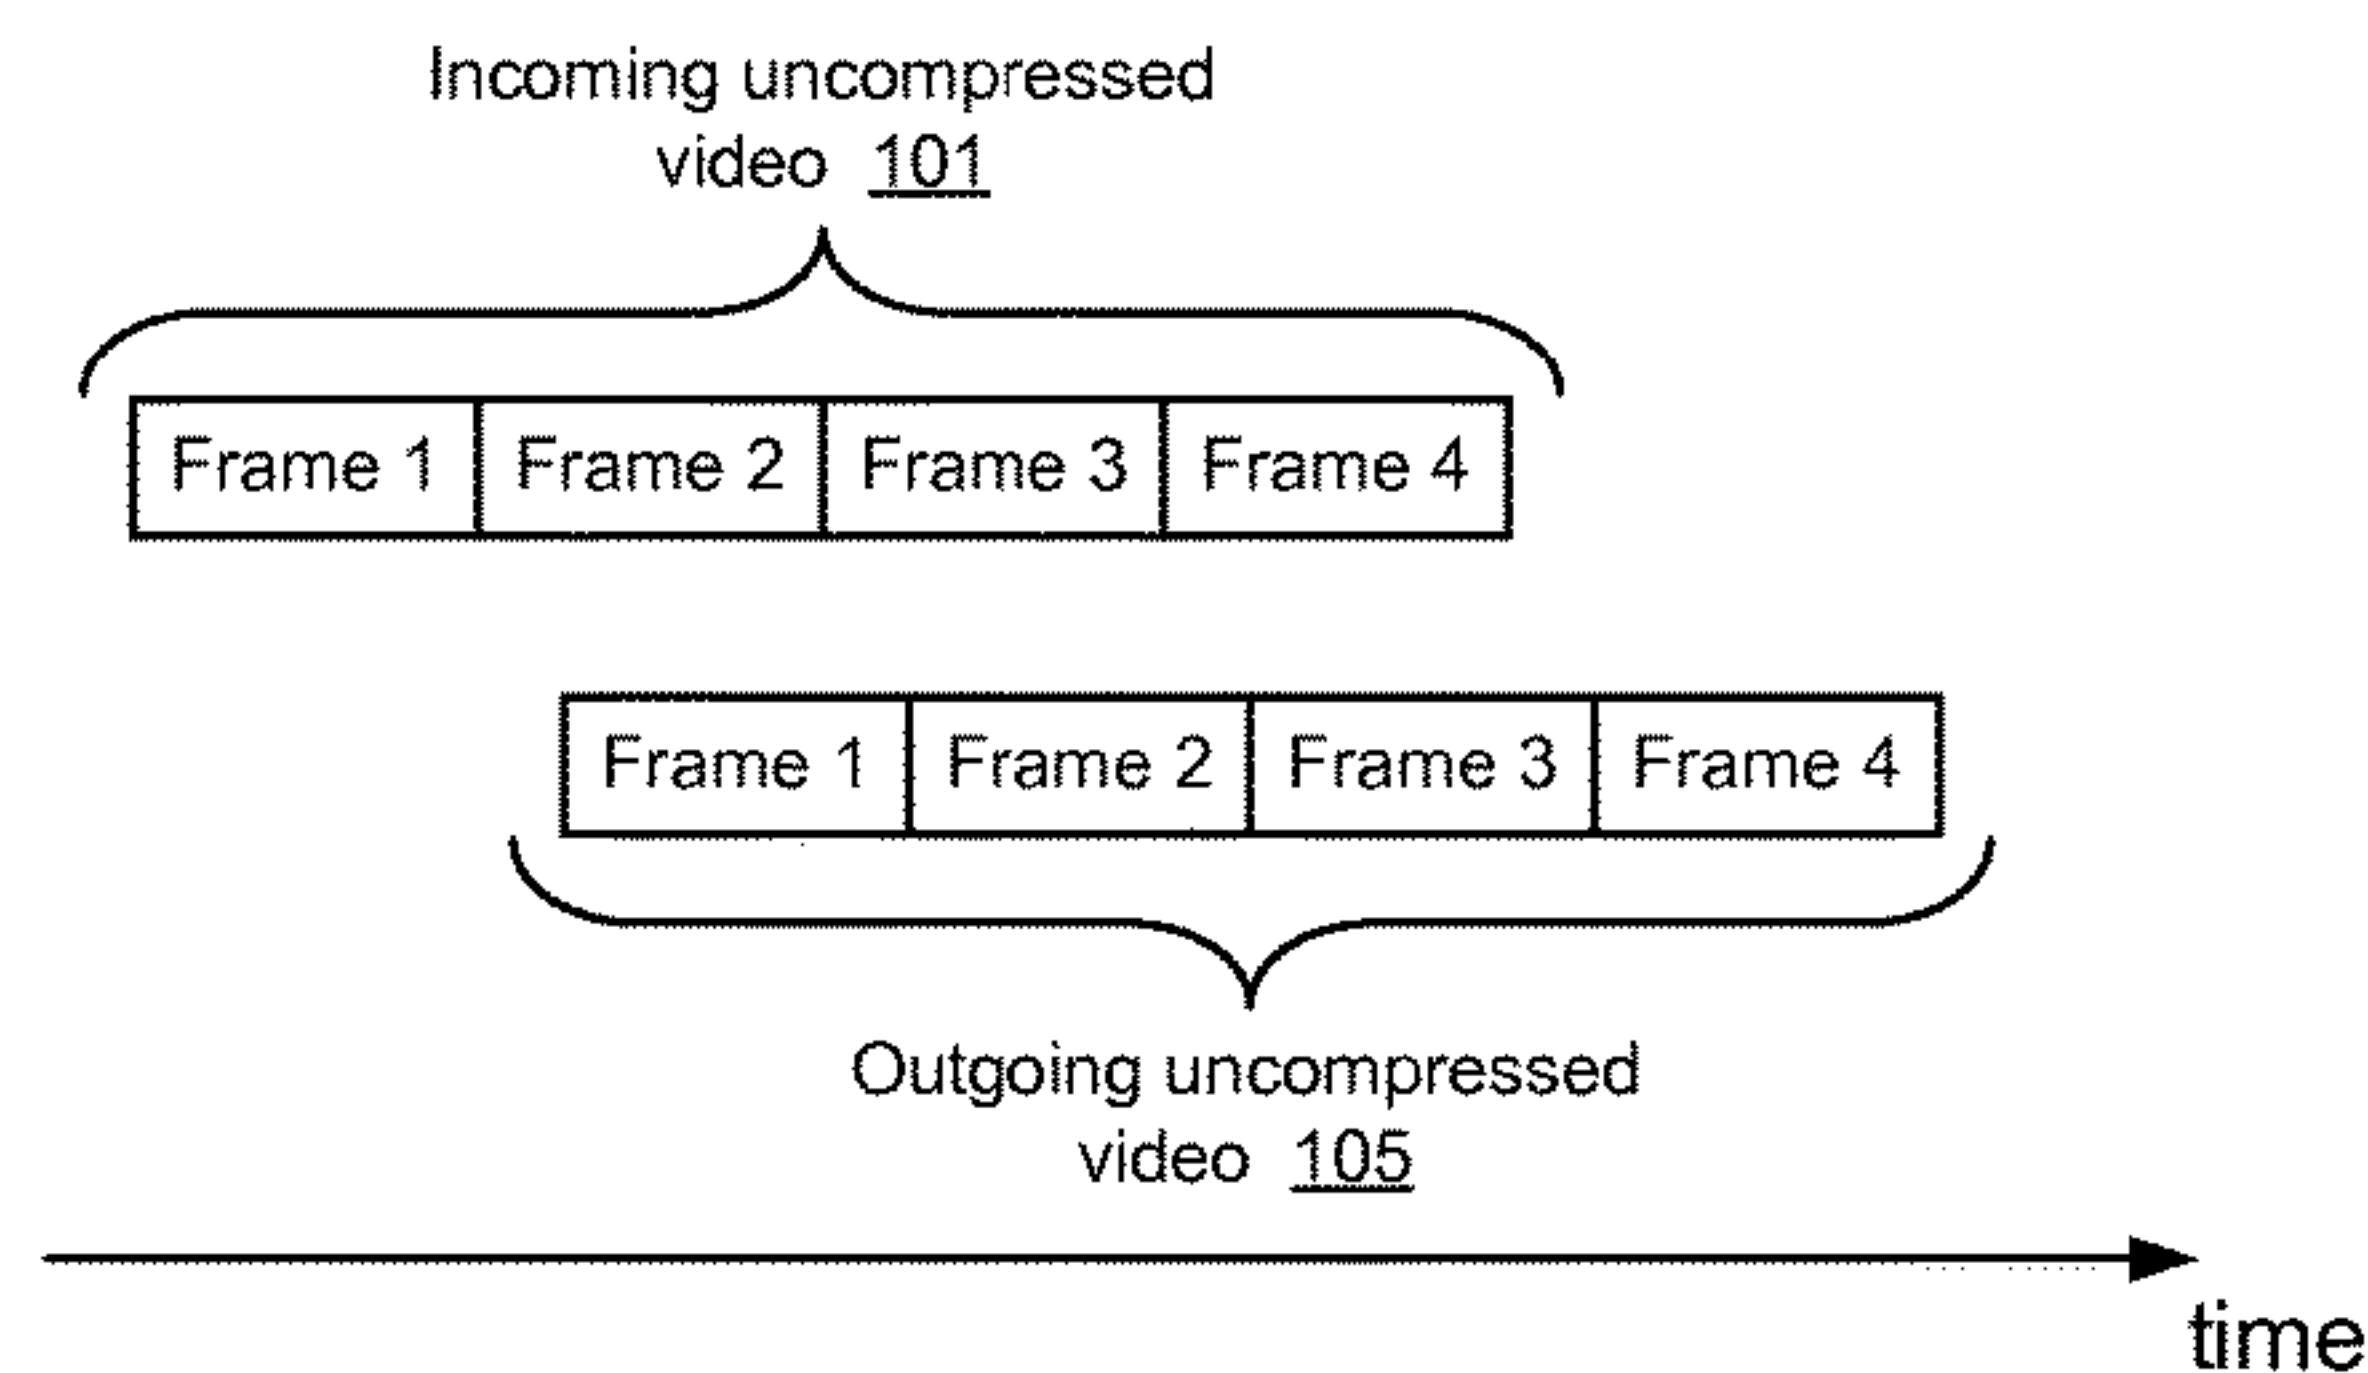 Incoming uncompressed
video 101
Frame 1 Frame 2 Frame 3 Frame 4
Frame 1 Frame 2 Frame 3 Frame 4
Outgoing uncompressed
video 105
time